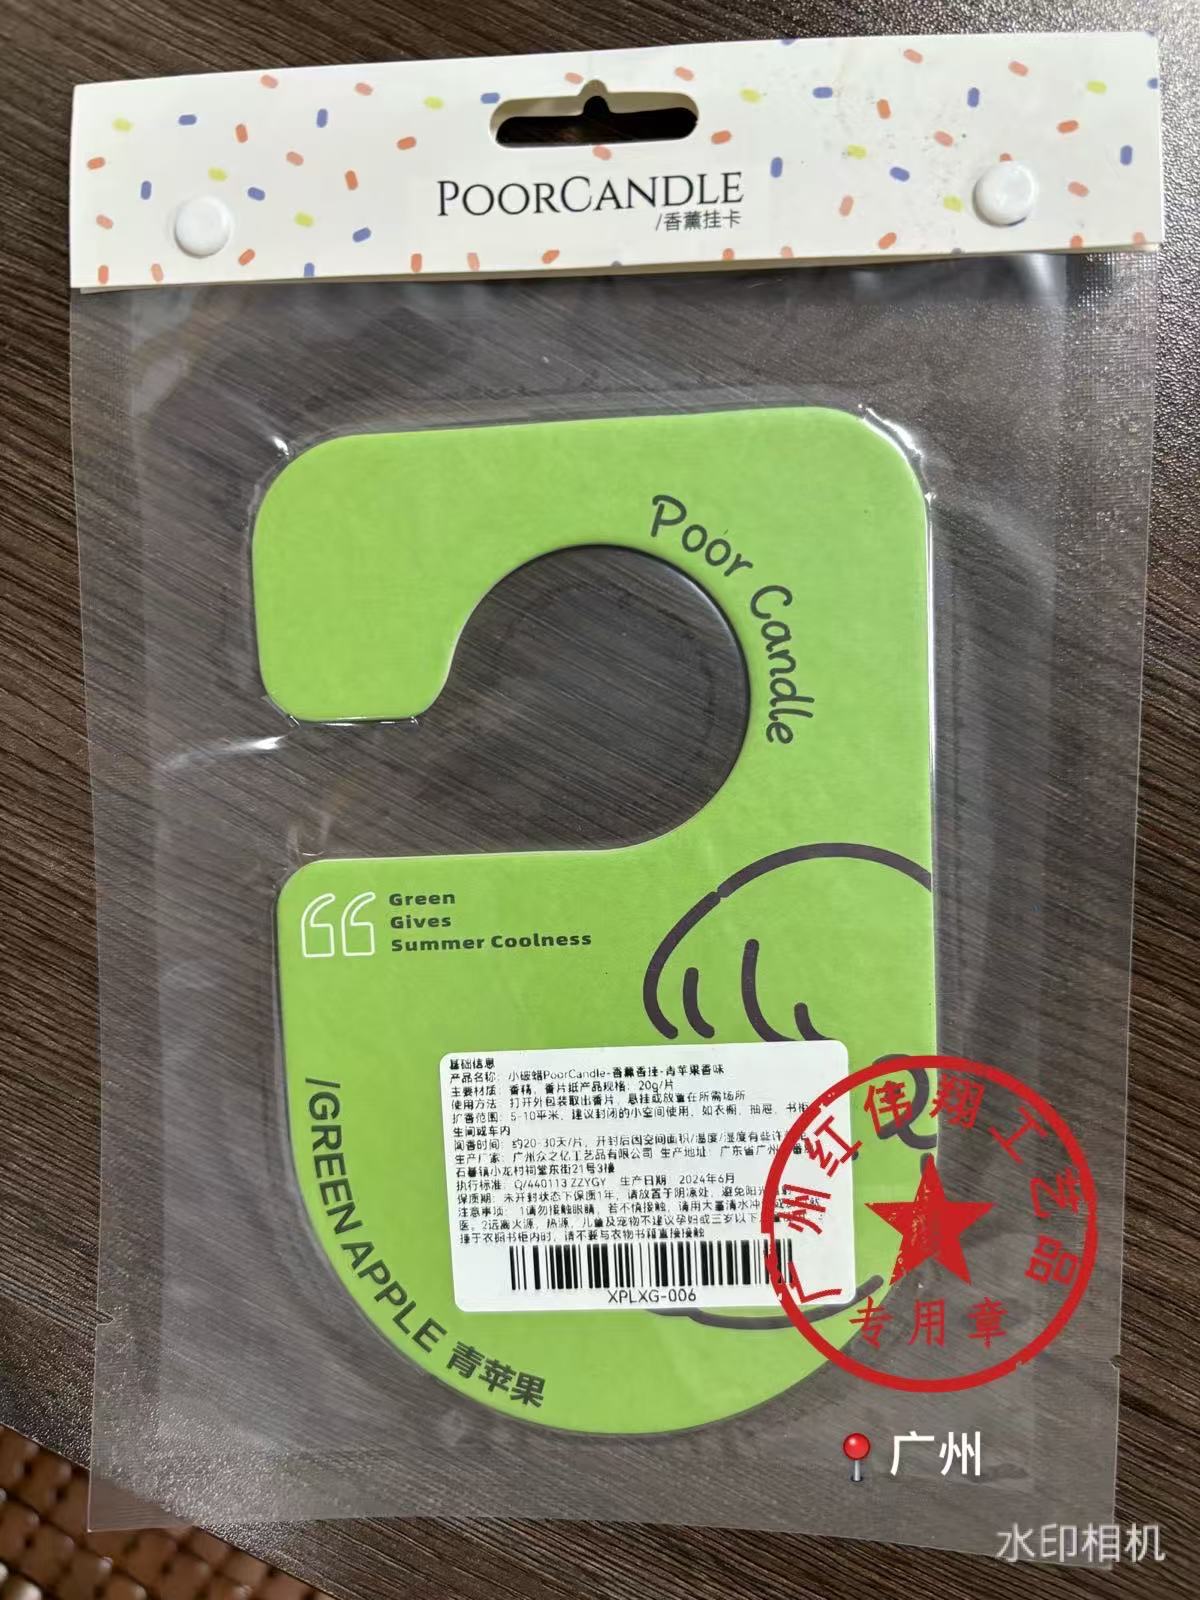 POORCANDLE
/香薰挂卡
Poor Candle
Green
Gives
Summer Coolness
基础信息
产品名称: 小破蜡PoorCandle-香薰香挂-青苹果香味
主要材质: 香精, 香片纸产品规格: 20g/片
使用方法: 打开外包装取出香片, 悬挂或放置在所需场所
扩香范围: 5-10平米, 建议封闭的小空间使用, 如衣橱, 抽屉, 书柜
生间或车内
闻香时间: 约20-30天/片, 开封后因空间面积/温度/湿度有些许
生产厂家: 广州众之亿工艺品有限公司 生产地址: 广东省广州
石碁镇小龙村祠堂东街21号3楼
执行标准: Q/440113 ZZYGY 生产日期 2024年6月
保质期: 未开封状态下保质1年, 请放置于阴凉处, 避免阳光
注意事项: 1请勿接触眼睛, 若不慎接触, 请用大量清水冲
医, 2远离火源, 热源, 儿童及宠物不建议孕妇或三岁以下
挂于衣橱书柜内时, 请不要与衣物书籍直接接触
XPLXG-006
/GREEN APPLE 青苹果
广州红伟翔工艺品
专用章
广州
水印相机